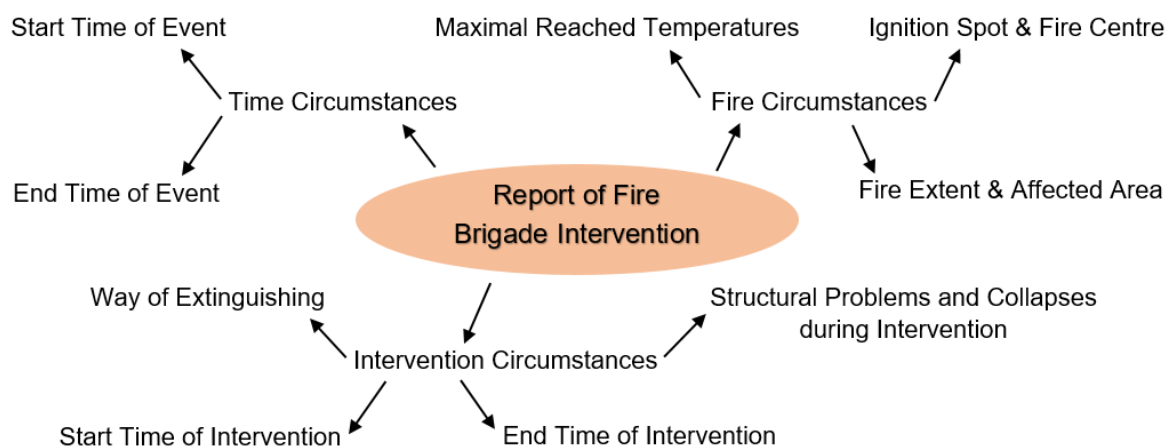 Start Time of Event
Maximal Reached Temperatures
Ignition Spot & Fire Centre
Time Circumstances
Fire Circumstances
End Time of Event
Fire Extent & Affected Area
Report of Fire
Brigade Intervention
Way of Extinguishing
Structural Problems and Collapses
during Intervention
Intervention Circumstances
Start Time of Intervention
End Time of Intervention